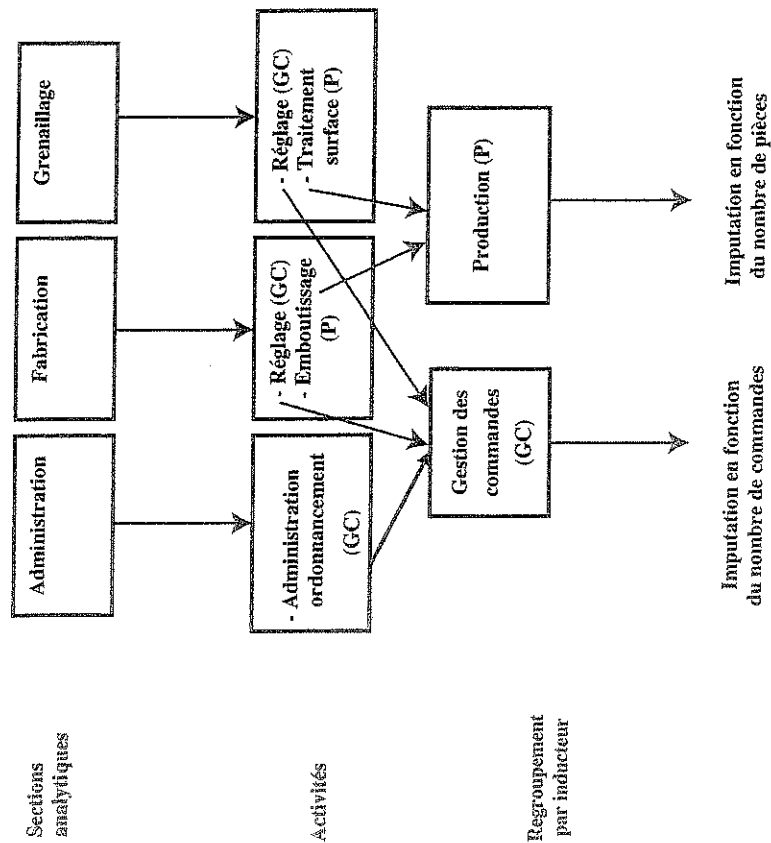 Sections
analytiques
Administration
Fabrication
Grenaillage
Activités
- Administration
ordonnancement
(GC)
- Réglage (GC)
- Emboutissage
(P)
- Réglage (GC)
- Traitement
surface (P)
Regroupement
par inducteur
Gestion des
commandes
(GC)
Production (P)
Imputation en fonction
du nombre de commandes
Imputation en fonction
du nombre de pièces